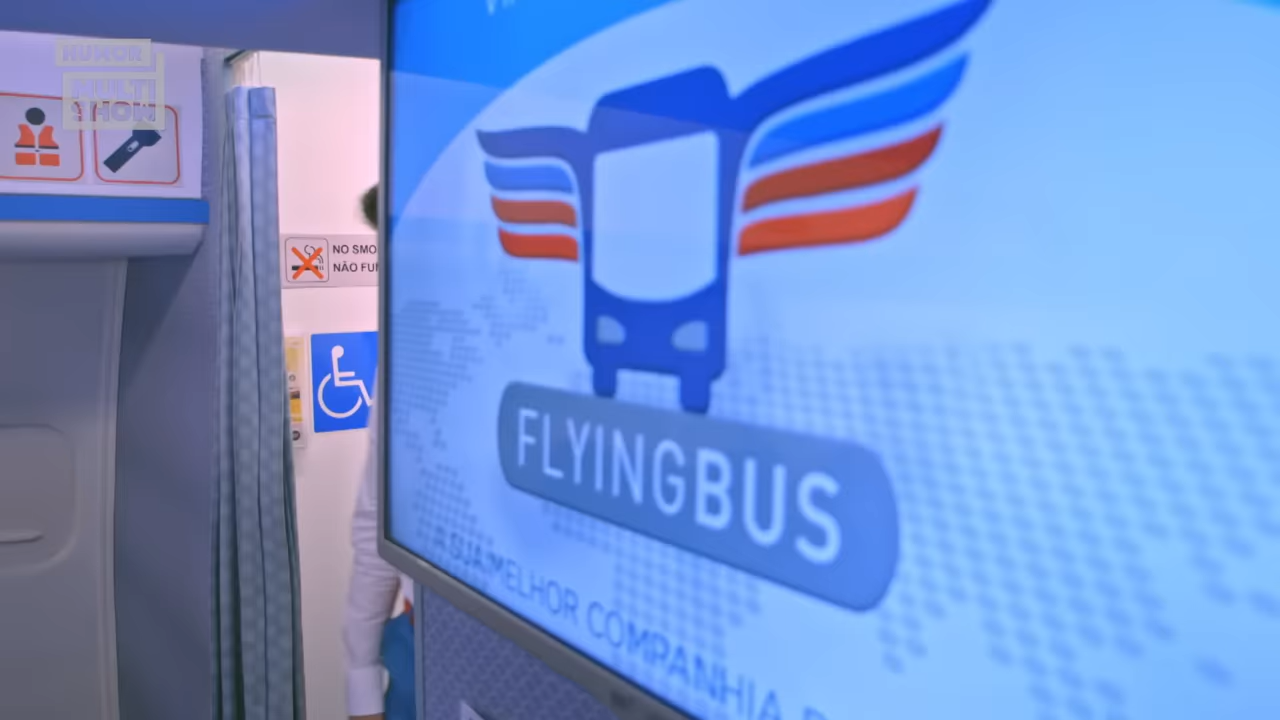 HUMOR
MULTI
SHOW
NO SMO
NÃO FU
FLYINGBUS
A SUA MELHOR COMPANHIA